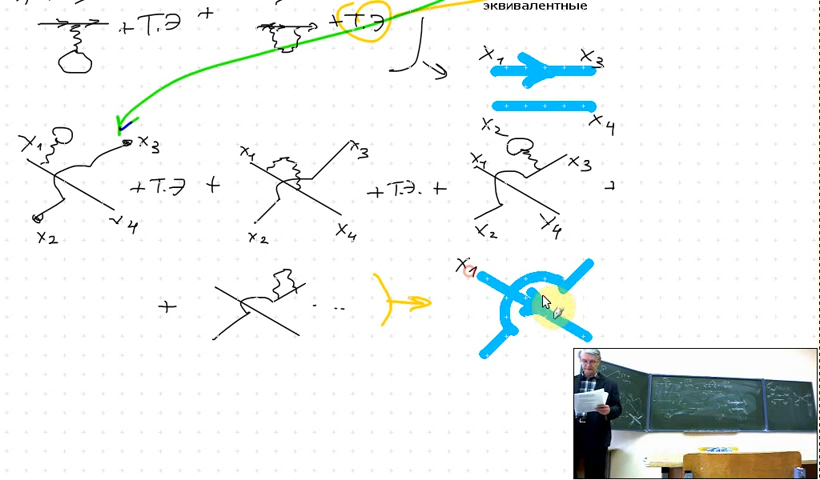 эквивалентные
+ Т.Э + + Т.Э
X₁ X₃
X₂ X₄
X₁ X₃ + Т.Э + X₁ X₃ + Т.Э. + X₁ X₃ +
X₂ X₄ X₂ X₄ X₂ X₄
+ ... X₁